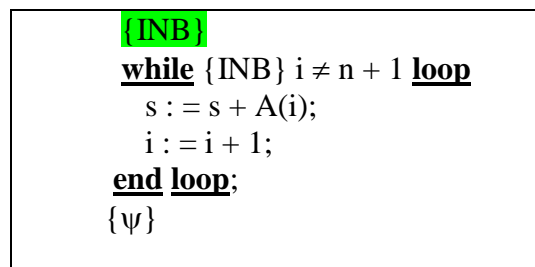 {INB}
while {INB} i ≠ n + 1 loop
s : = s + A(i);
i : = i + 1;
end loop;
{ψ}